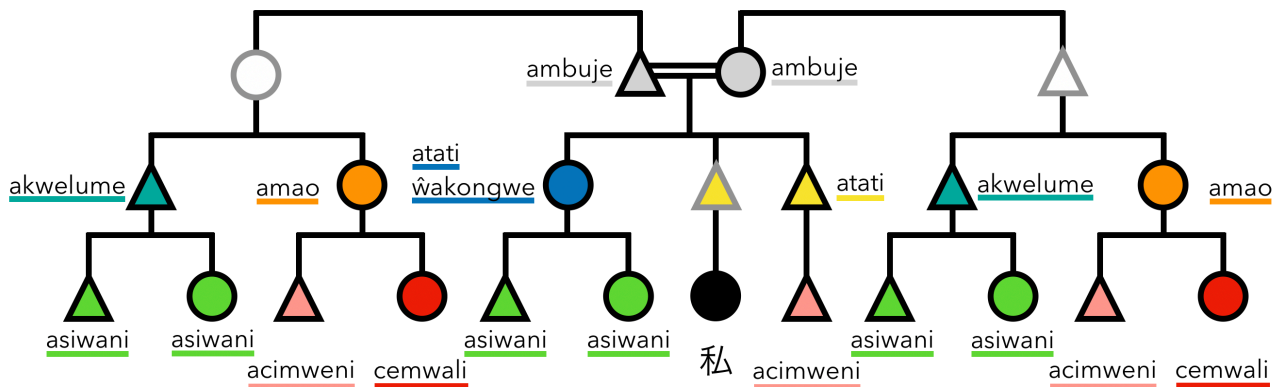 ambuje
ambuje
akwelume
amao
atati
ŵakongwe
atati
akwelume
amao
asiwani
asiwani
acimweni
cemwali
asiwani
asiwani
私
acimweni
asiwani
asiwani
acimweni
cemwali